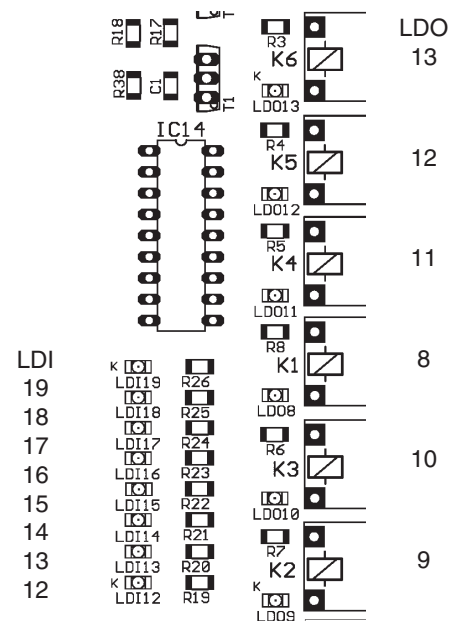 R18
R17
T
R3
K6
LDO
13
R38
C1
T1
K
LDO13
IC14
R4
K5
12
LDO12
R5
K4
11
LDO11
R8
K1
8
LDI
K
LDI19
R26
LDO8
19
LDI18
R25
R6
18
LDI17
R24
K3
10
17
LDI16
R23
16
LDI15
R22
LDO10
15
LDI14
R21
R7
14
LDI13
R20
K2
9
13
K
LDI12
R19
K
12
LDO9